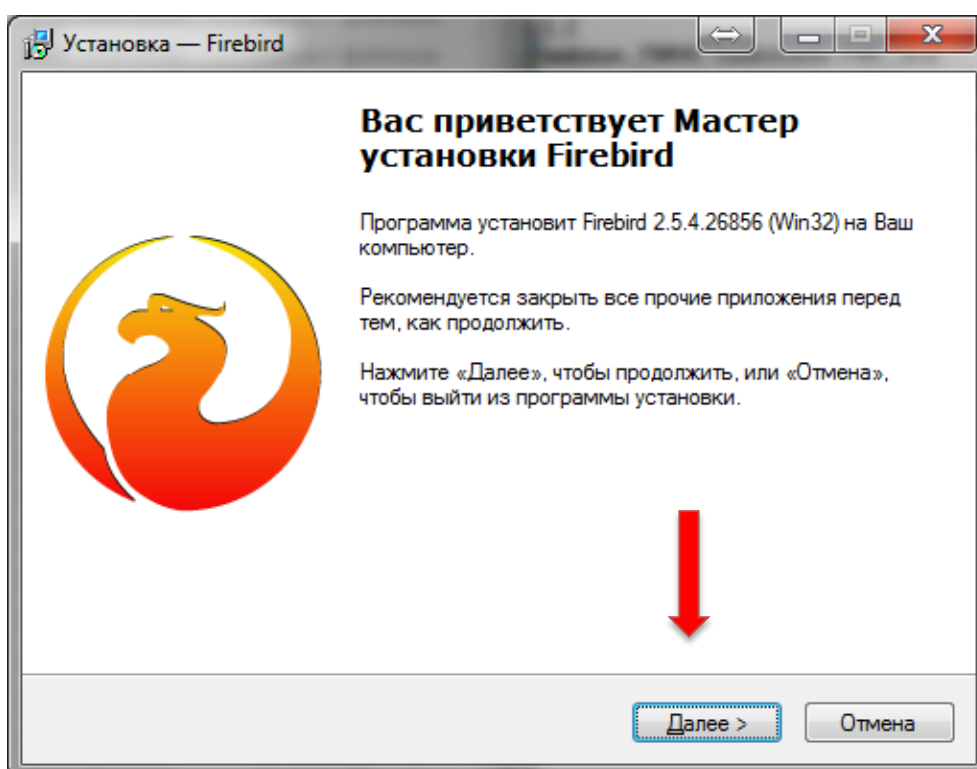 Установка — Firebird
Вас приветствует Мастер
установки Firebird
Программа установит Firebird 2.5.4.26856 (Win32) на Ваш
компьютер.
Рекомендуется закрыть все прочие приложения перед
тем, как продолжить.
Нажмите «Далее», чтобы продолжить, или «Отмена»,
чтобы выйти из программы установки.
Далее > Отмена